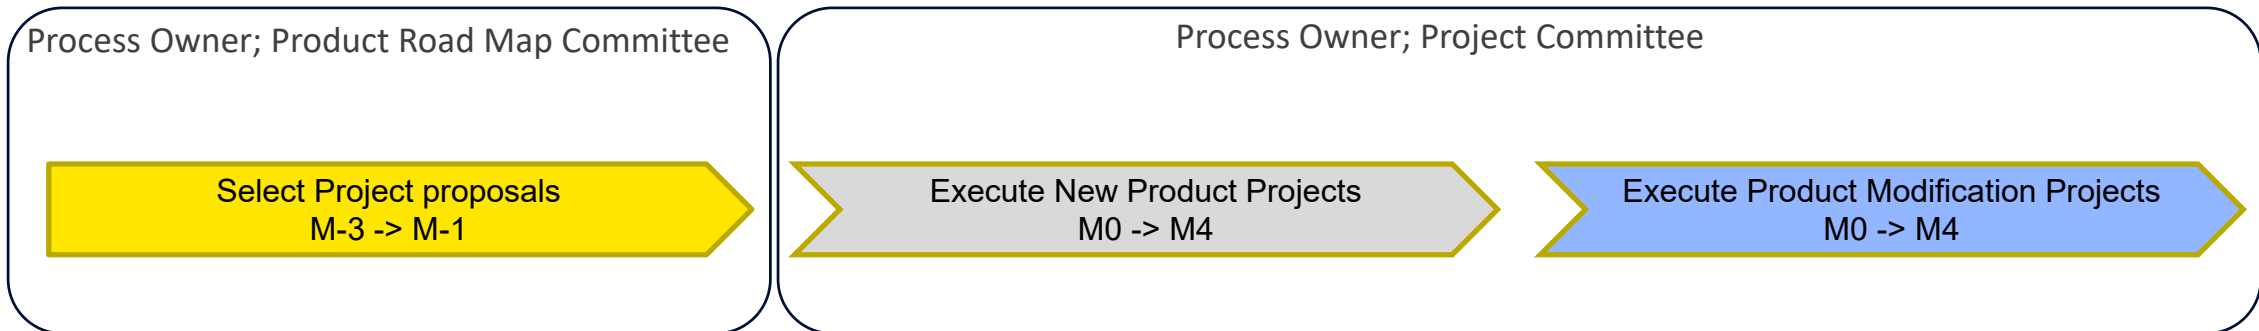 Process Owner; Product Road Map Committee
Process Owner; Project Committee
Select Project proposals
M-3 -> M-1
Execute New Product Projects
M0 -> M4
Execute Product Modification Projects
M0 -> M4